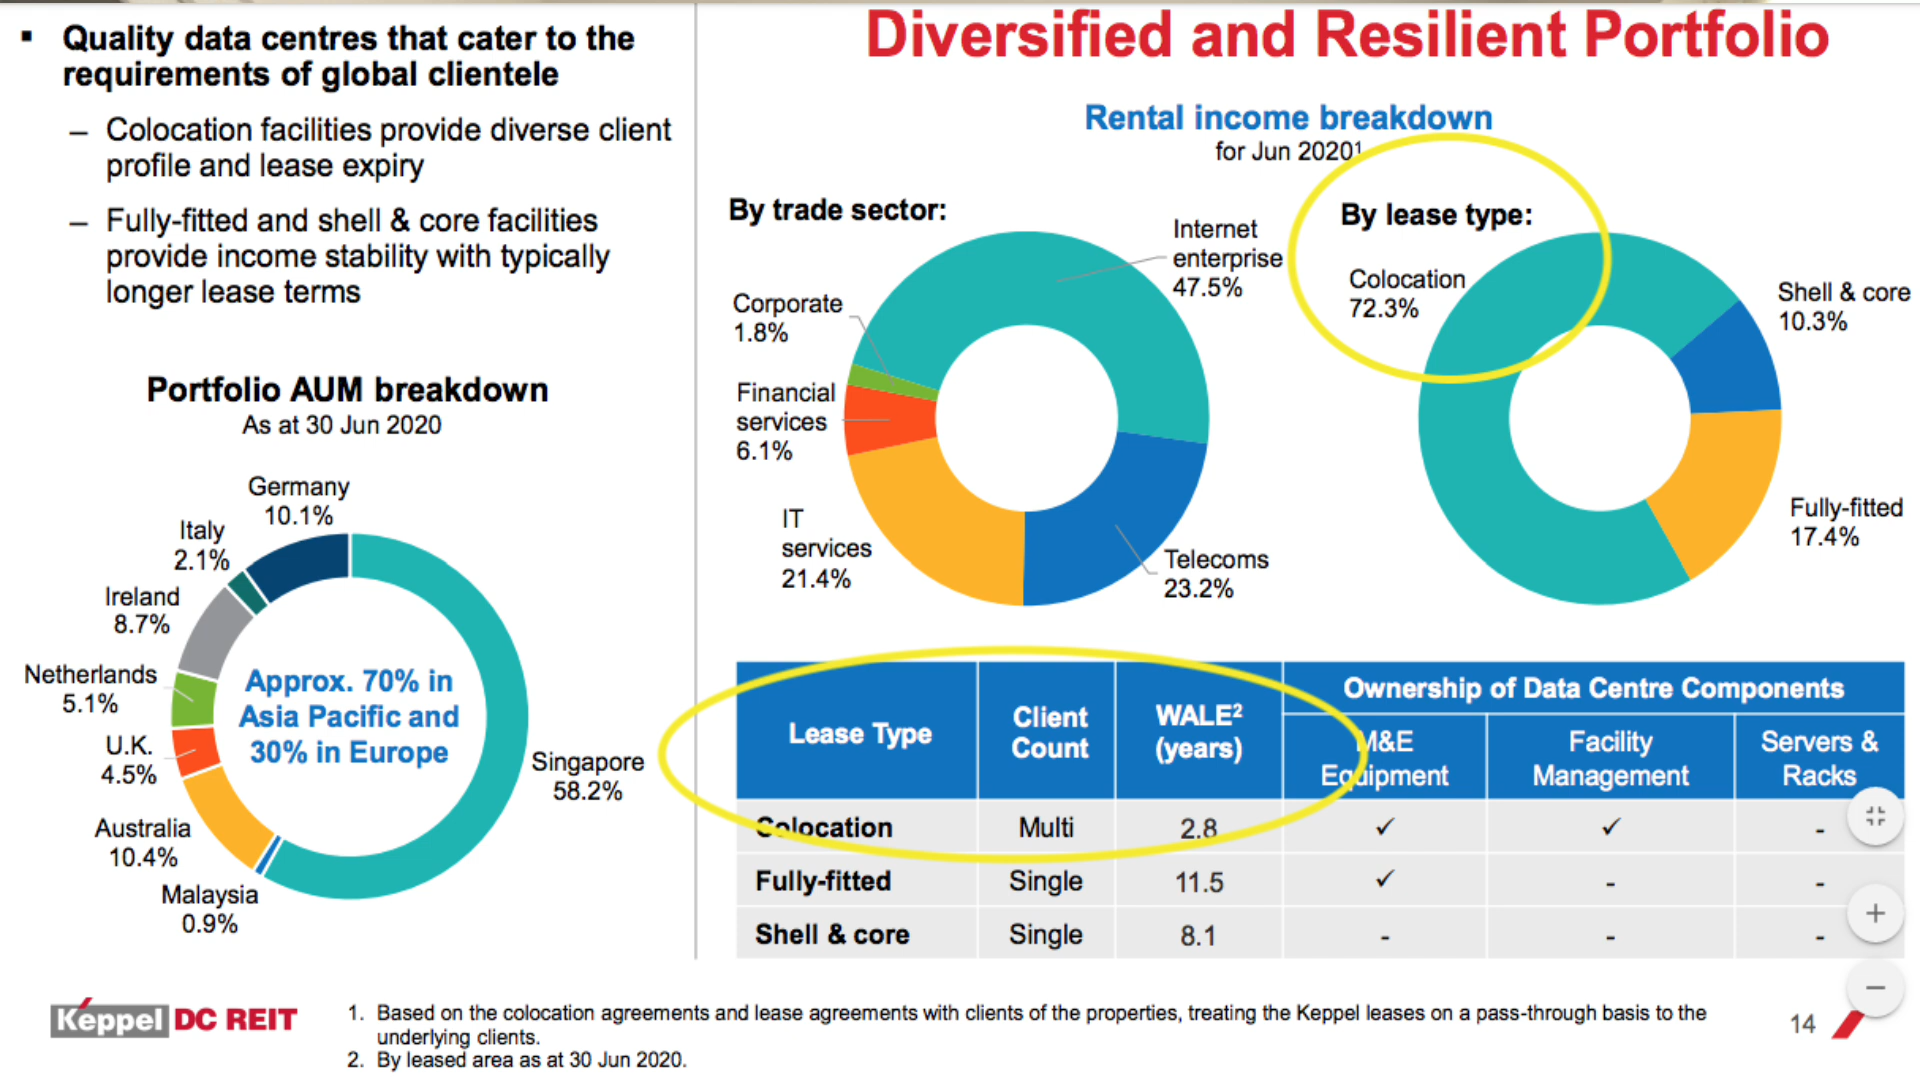 Diversified and Resilient Portfolio
▪ Quality data centres that cater to the
requirements of global clientele
– Colocation facilities provide diverse client
profile and lease expiry
– Fully-fitted and shell & core facilities
provide income stability with typically
longer lease terms
Portfolio AUM breakdown
As at 30 Jun 2020
Germany
10.1%
Italy
2.1%
Ireland
8.7%
Netherlands
5.1%
U.K.
4.5%
Australia
10.4%
Malaysia
0.9%
Singapore
58.2%
Approx. 70% in
Asia Pacific and
30% in Europe
Rental income breakdown
for Jun 2020¹
By trade sector:
Internet
enterprise
47.5%
Corporate
1.8%
Financial
services
6.1%
IT
services
21.4%
Telecoms
23.2%
By lease type:
Colocation
72.3%
Shell & core
10.3%
Fully-fitted
17.4%
Lease Type Client Count WALE² (years) Ownership of Data Centre Components
M&E Equipment Facility Management Servers & Racks
Colocation Multi 2.8 ✓ ✓ -
Fully-fitted Single 11.5 ✓ - -
Shell & core Single 8.1 - - -
Keppel DC REIT
1. Based on the colocation agreements and lease agreements with clients of the properties, treating the Keppel leases on a pass-through basis to the
underlying clients.
2. By leased area as at 30 Jun 2020.
14